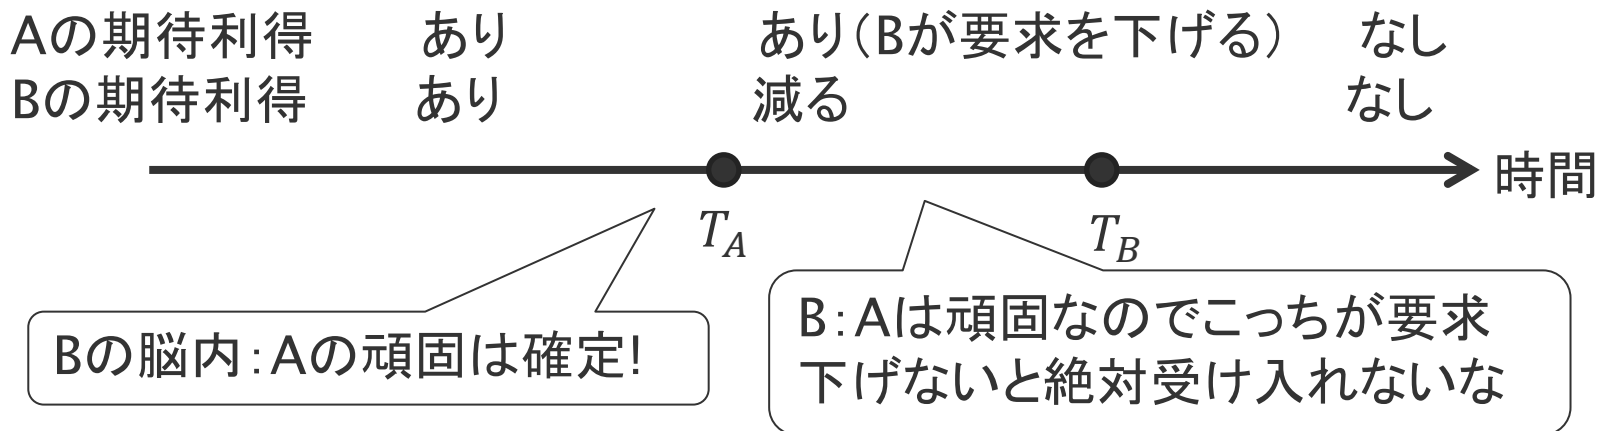 Aの期待利得 あり あり（Bが要求を下げる） なし
Bの期待利得 あり 減る なし
時間
T_A
T_B
Bの脳内：Aの頑固は確定！
B：Aは頑固なのでこっちが要求
下げないと絶対受け入れないな